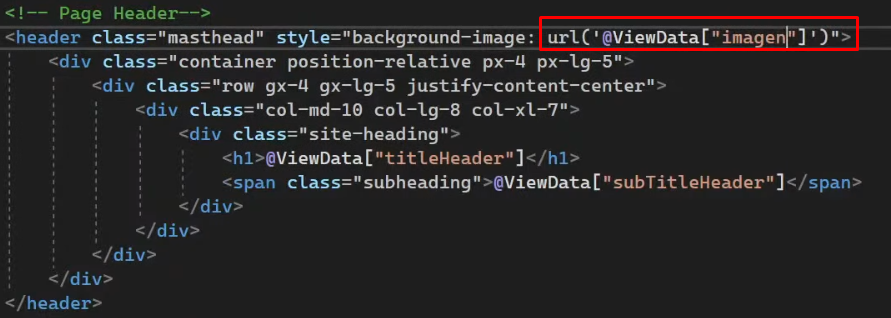 <!-- Page Header-->
<header class="masthead" style="background-image: url('@ViewData["imagen"]')">
<div class="container position-relative px-4 px-lg-5">
<div class="row gx-4 gx-lg-5 justify-content-center">
<div class="col-md-10 col-lg-8 col-xl-7">
<div class="site-heading">
<h1>@ViewData["titleHeader"]</h1>
<span class="subheading">@ViewData["subTitleHeader"]</span>
</div>
</div>
</div>
</div>
</header>